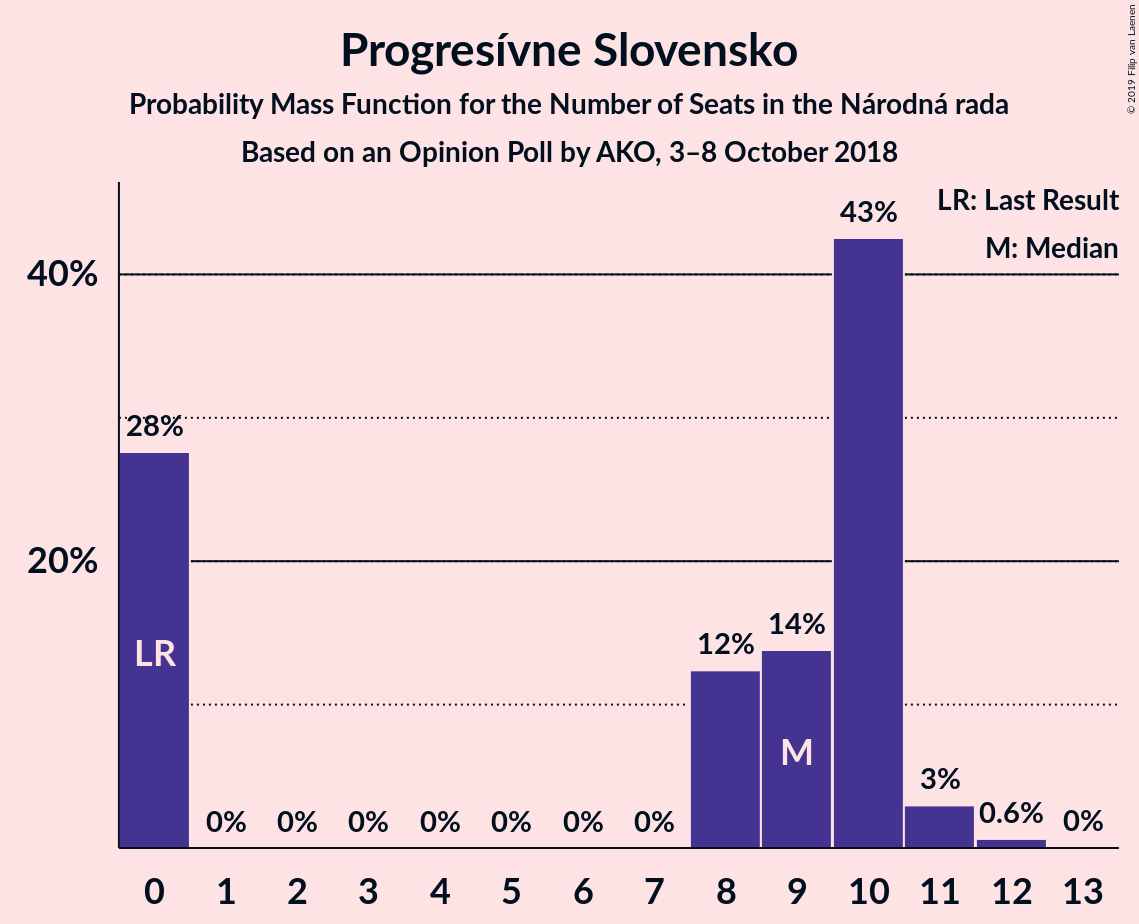 Progresívne Slovensko
Probability Mass Function for the Number of Seats in the Národná rada
Based on an Opinion Poll by AKO, 3–8 October 2018
© 2019 Filip van Laenen
LR: Last Result
M: Median
40%
20%
28%
0%
0%
0%
0%
0%
0%
0%
12%
14%
43%
3%
0.6%
0%
LR
M
0 1 2 3 4 5 6 7 8 9 10 11 12 13